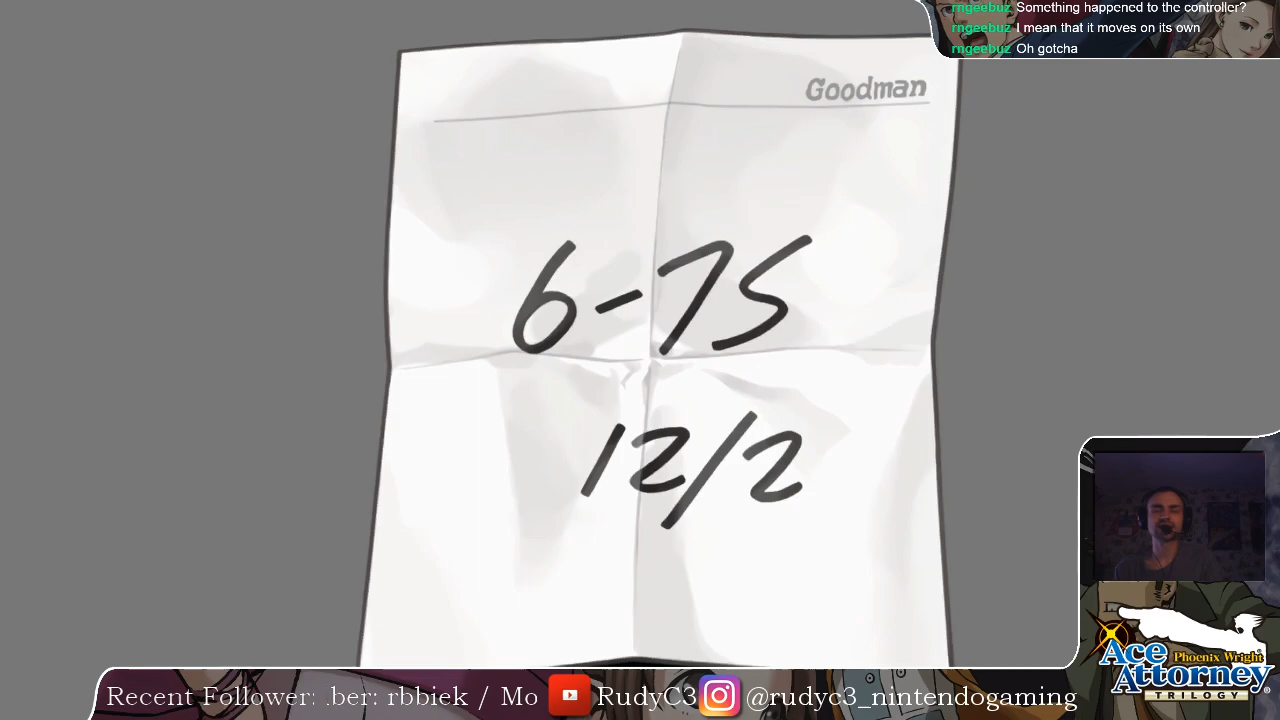 rngeebuz Something happened to the controller?
rngeebuz I mean that it moves on its own
rngeebuz Oh gotcha
Goodman
6-7S
12/2
Phoenix Wright
Ace
Attorney
TRILOGY
Recent Follower: .ber: rbbiek / Mo RudyC3 @rudyc3_nintendogaming